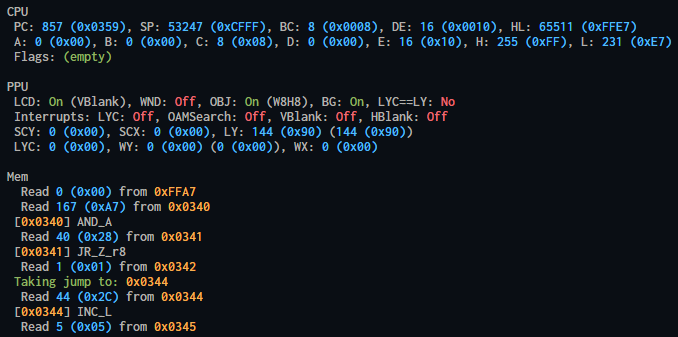 CPU
PC: 857 (0x0359), SP: 53247 (0xCFFF), BC: 8 (0x0008), DE: 16 (0x0010), HL: 65511 (0xFFE7)
A: 0 (0x00), B: 0 (0x00), C: 8 (0x08), D: 0 (0x00), E: 16 (0x10), H: 255 (0xFF), L: 231 (0xE7)
Flags: (empty)
PPU
LCD: On (VBlank), WND: Off, OBJ: On (W8H8), BG: On, LYC==LY: No
Interrupts: LYC: Off, OAMSearch: Off, VBlank: Off, HBlank: Off
SCY: 0 (0x00), SCX: 0 (0x00), LY: 144 (0x90) (144 (0x90))
LYC: 0 (0x00), WY: 0 (0x00) (0 (0x00)), WX: 0 (0x00)
Mem
Read 0 (0x00) from 0xFFA7
Read 167 (0xA7) from 0x0340
[0x0340] AND_A
Read 40 (0x28) from 0x0341
[0x0341] JR_Z_r8
Read 1 (0x01) from 0x0342
Taking jump to: 0x0344
Read 44 (0x2C) from 0x0344
[0x0344] INC_L
Read 5 (0x05) from 0x0345